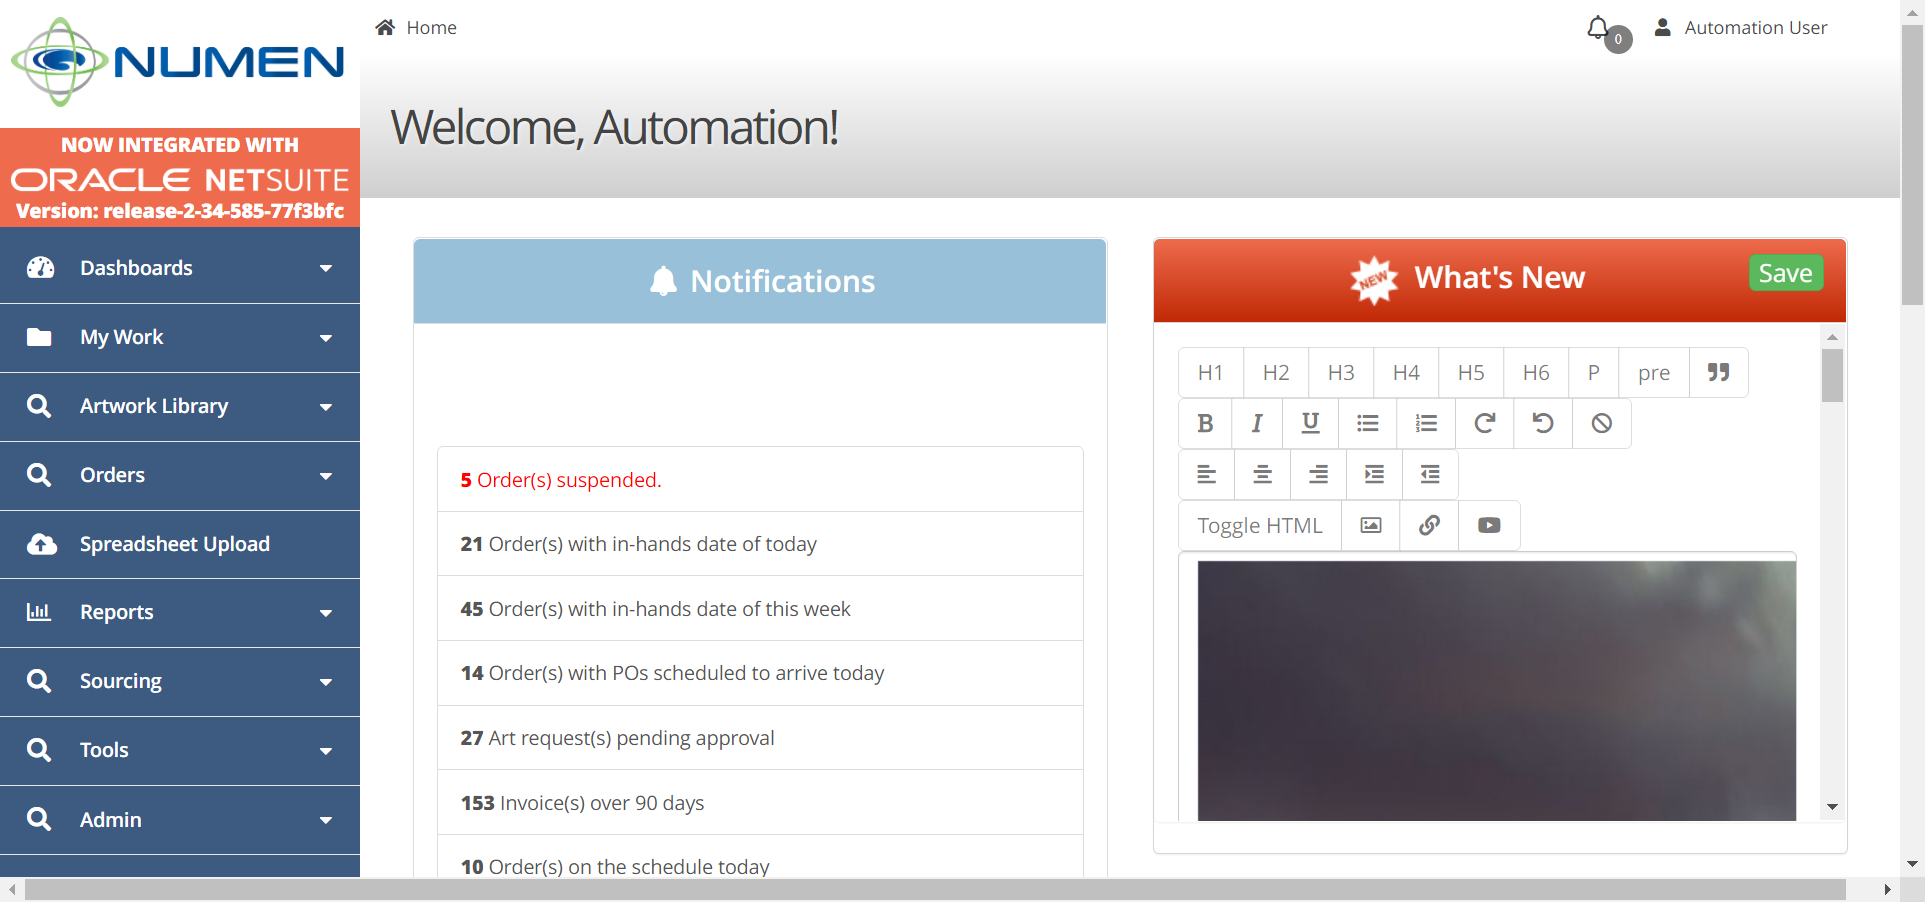 NUMEN
NOW INTEGRATED WITH
ORACLE NETSUITE
Version: release-2-34-585-77f3bfc
Dashboards
My Work
Artwork Library
Orders
Spreadsheet Upload
Reports
Sourcing
Tools
Admin
Home
0
Automation User
Welcome, Automation!
Notifications
5 Order(s) suspended.
21 Order(s) with in-hands date of today
45 Order(s) with in-hands date of this week
14 Order(s) with POs scheduled to arrive today
27 Art request(s) pending approval
153 Invoice(s) over 90 days
10 Order(s) on the schedule today
NEW What's New
Save
H1 H2 H3 H4 H5 H6 P pre
B I U
Toggle HTML